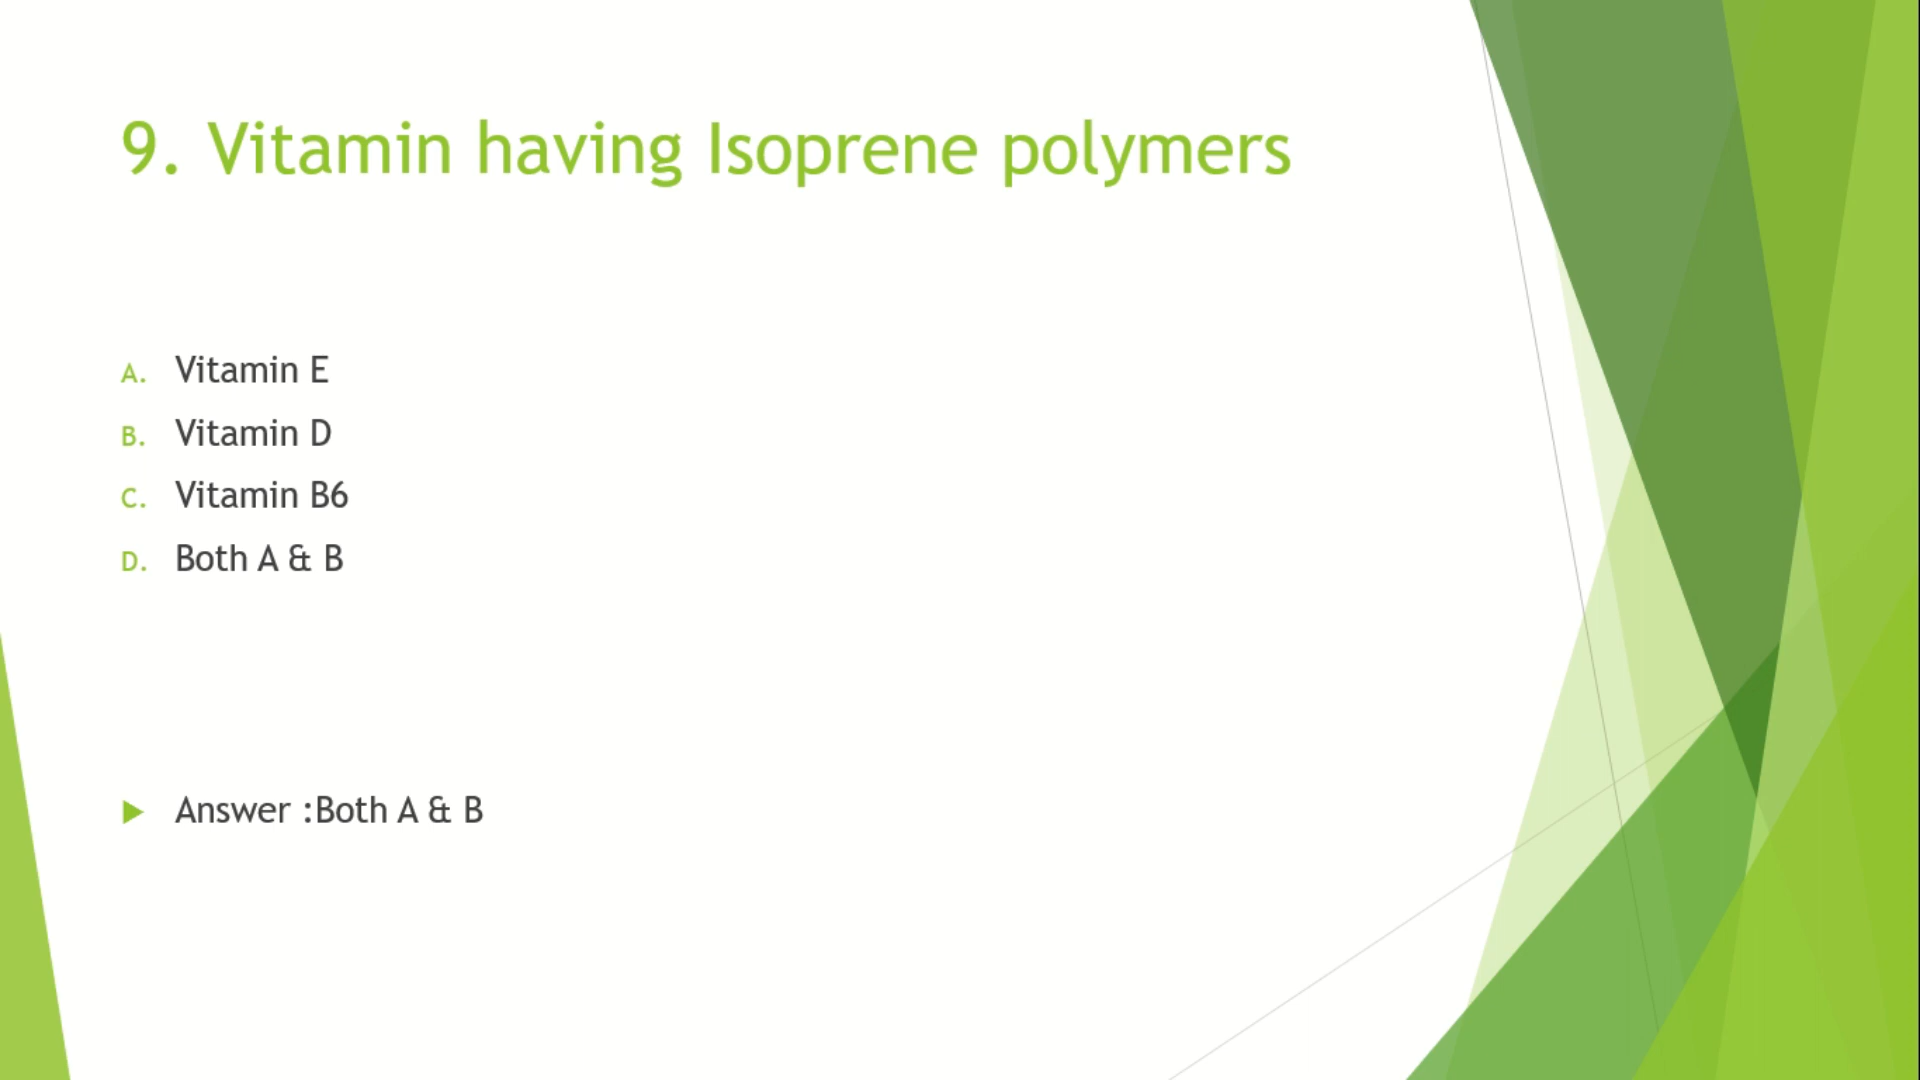 9. Vitamin having Isoprene polymers
A. Vitamin E
B. Vitamin D
C. Vitamin B6
D. Both A & B
Answer :Both A & B